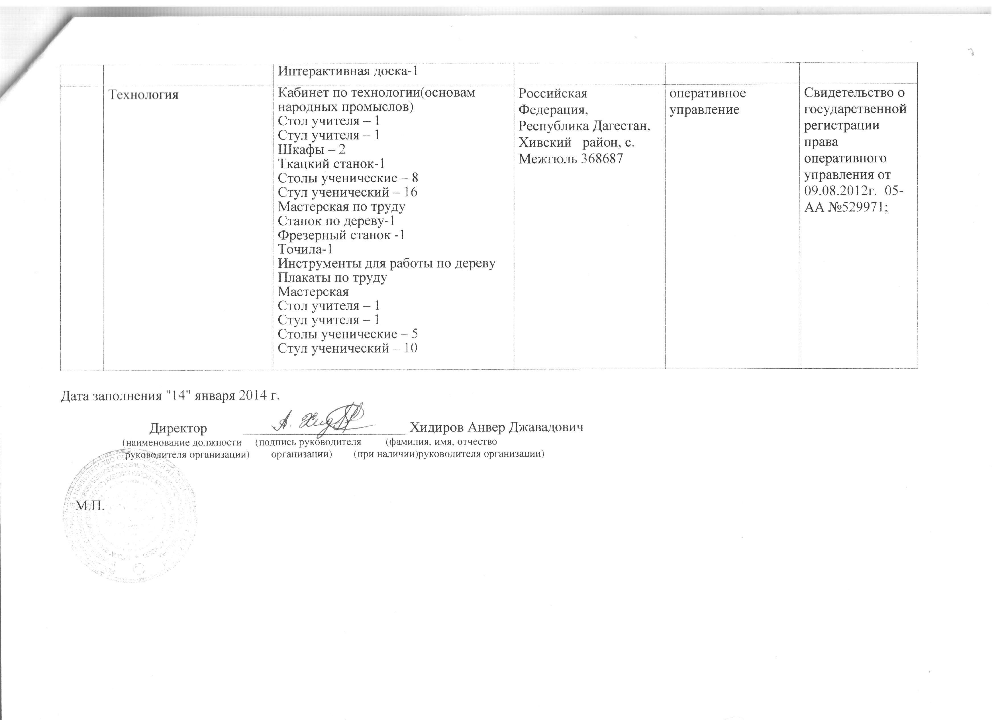 Интерактивная доска-1
Технология
Кабинет по технологии(основам
народных промыслов)
Стол учителя – 1
Стул учителя – 1
Шкафы – 2
Ткацкий станок-1
Столы ученические – 8
Стул ученический – 16
Мастерская по труду
Станок по дереву-1
Фрезерный станок -1
Точила-1
Инструменты для работы по дереву
Плакаты по труду
Мастерская
Стол учителя – 1
Стул учителя – 1
Столы ученические – 5
Стул ученический – 10
Российская
Федерация,
Республика Дагестан,
Хивский район, с.
Межгюль 368687
оперативное
управление
Свидетельство о
государственной
регистрации
права
оперативного
управления от
09.08.2012г. 05-
АА №529971;
Дата заполнения "14" января 2014 г.
Директор А. Хид Хидиров Анвер Джавадович
(наименование должности (подпись руководителя (фамилия, имя, отчество
руководителя организации) организации) (при наличии)руководителя организации)
М.П.
МИНИСТЕРСТВО